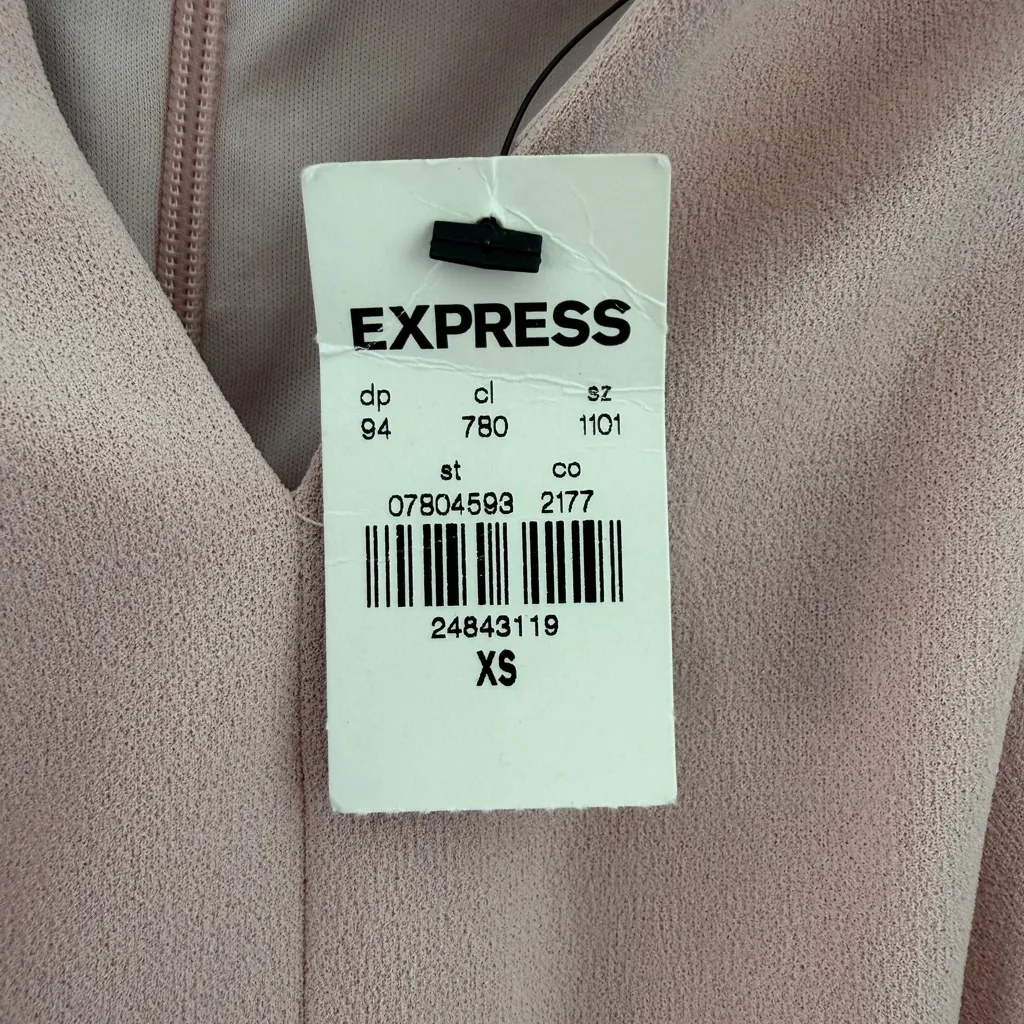 EXPRESS
dp cl sz
94 780 1101
st co
07804593 2177
24843119
XS